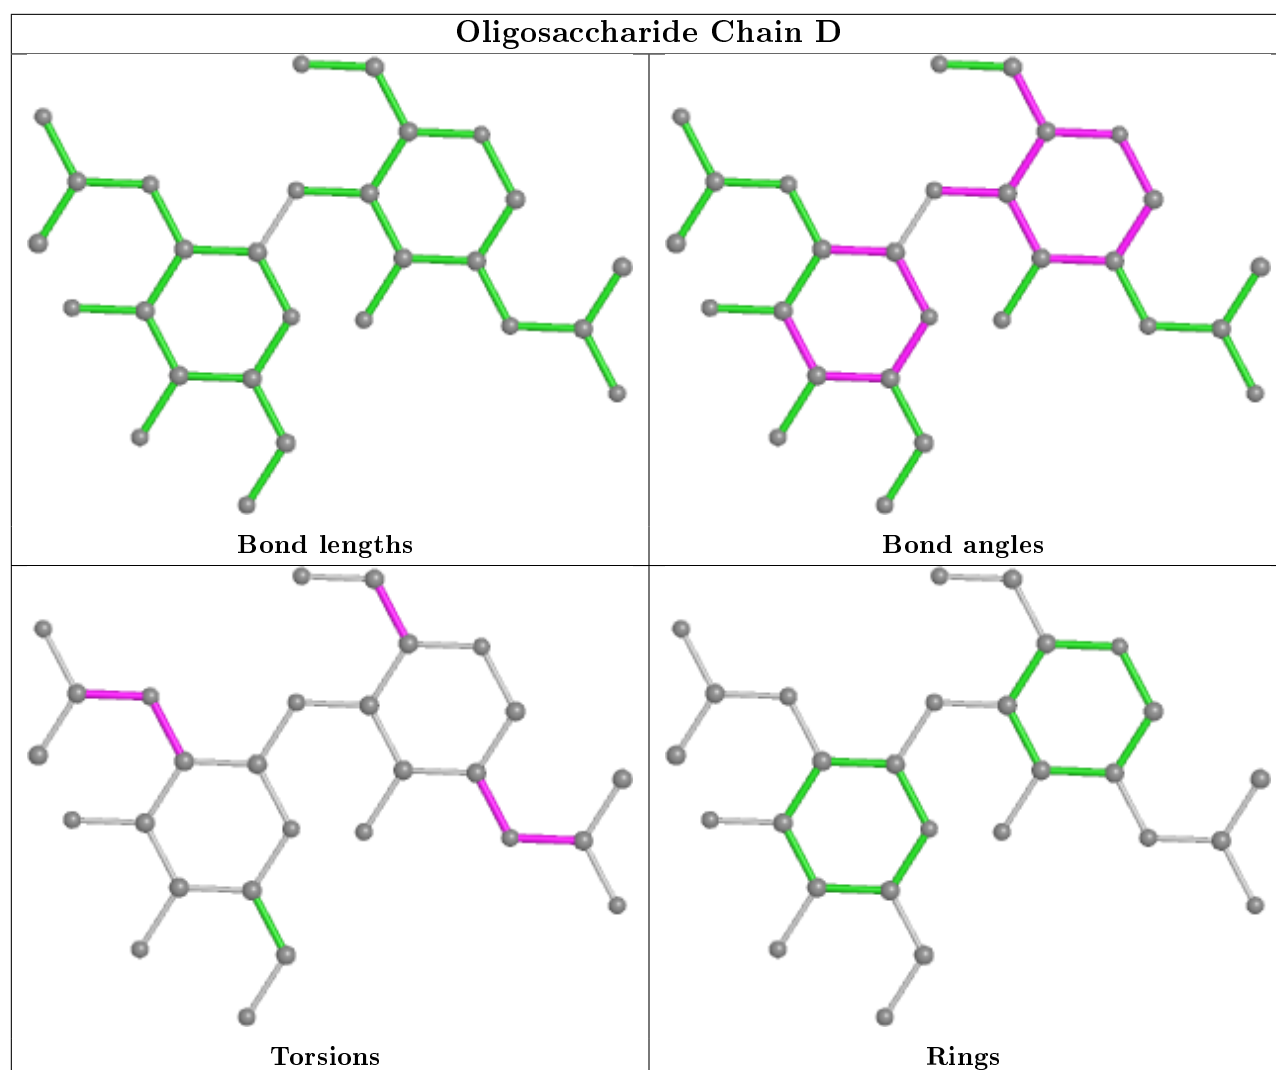 Oligosaccharide Chain D
Bond lengths
Bond angles
Torsions
Rings